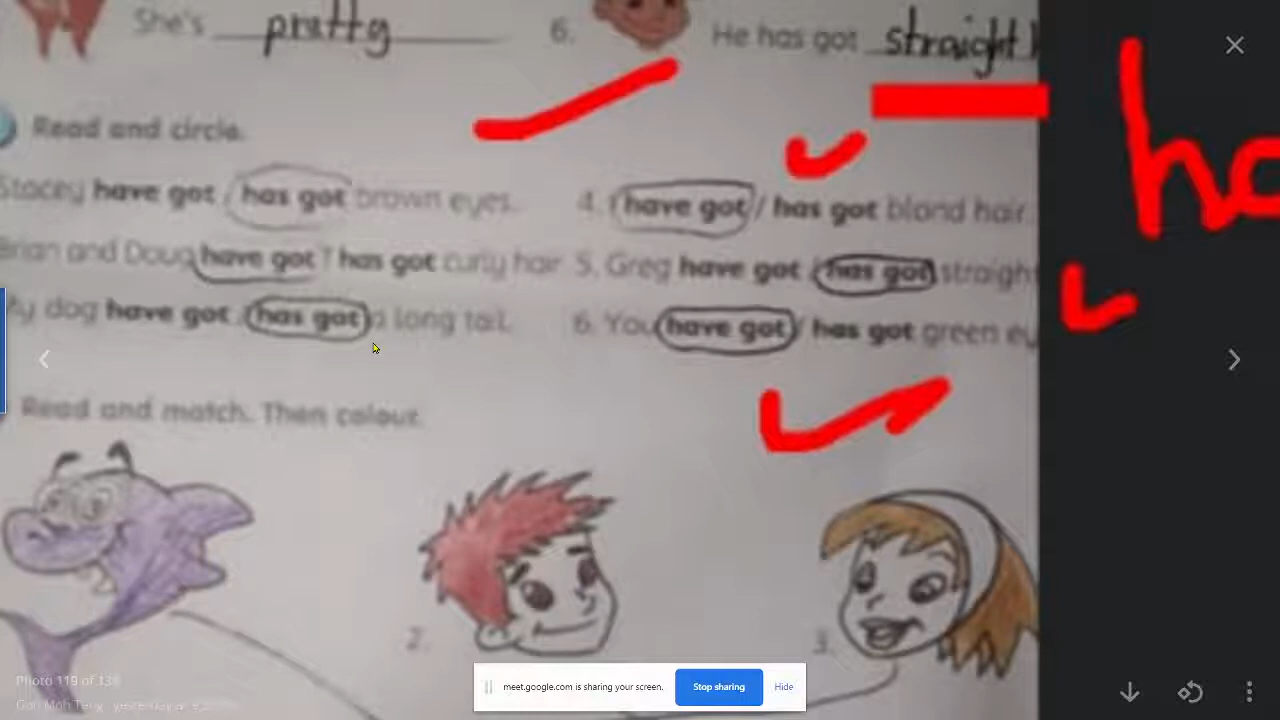 She's pretty
6. He has got straight h
Read and circle.
Stacey have got / has got brown eyes.
4. I have got / has got blond hair.
Brian and Doug have got / has got curly hair.
5. Greg have got / has got straight
My dog have got / has got a long tail.
6. You have got / has got green ey
Read and match. Then colour.
2.
3.
Photo 119 of 138
meet.google.com is sharing your screen.
Stop sharing
Hide